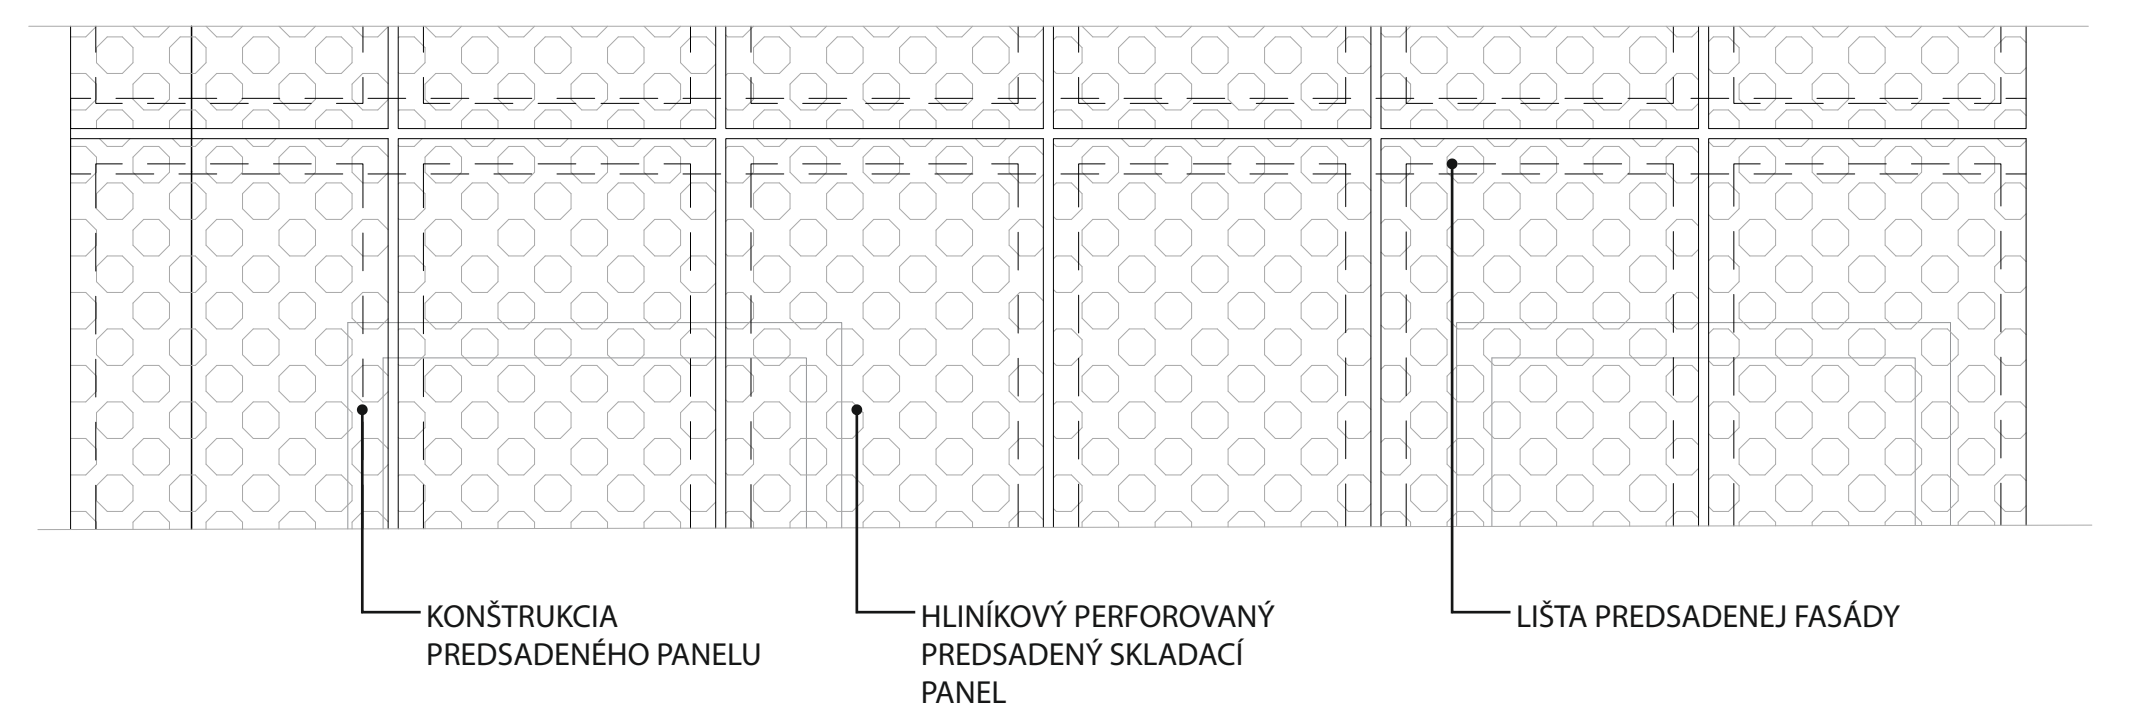 KONŠTRUKCIA
PREDSADENÉHO PANELU
HLINÍKOVÝ PERFOROVANÝ
PREDSADENÝ SKLADACÍ
PANEL
LIŠTA PREDSADENEJ FASÁDY